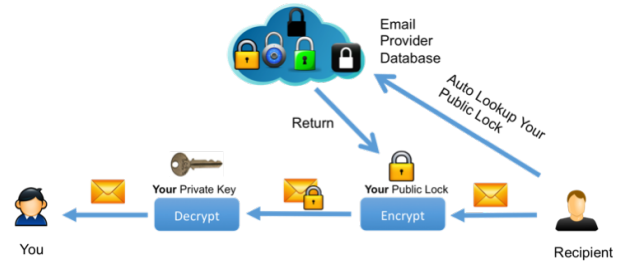 Email
Provider
Database
Auto Lookup Your
Public Lock
Return
Your Private Key
Your Public Lock
Decrypt
Encrypt
You
Recipient